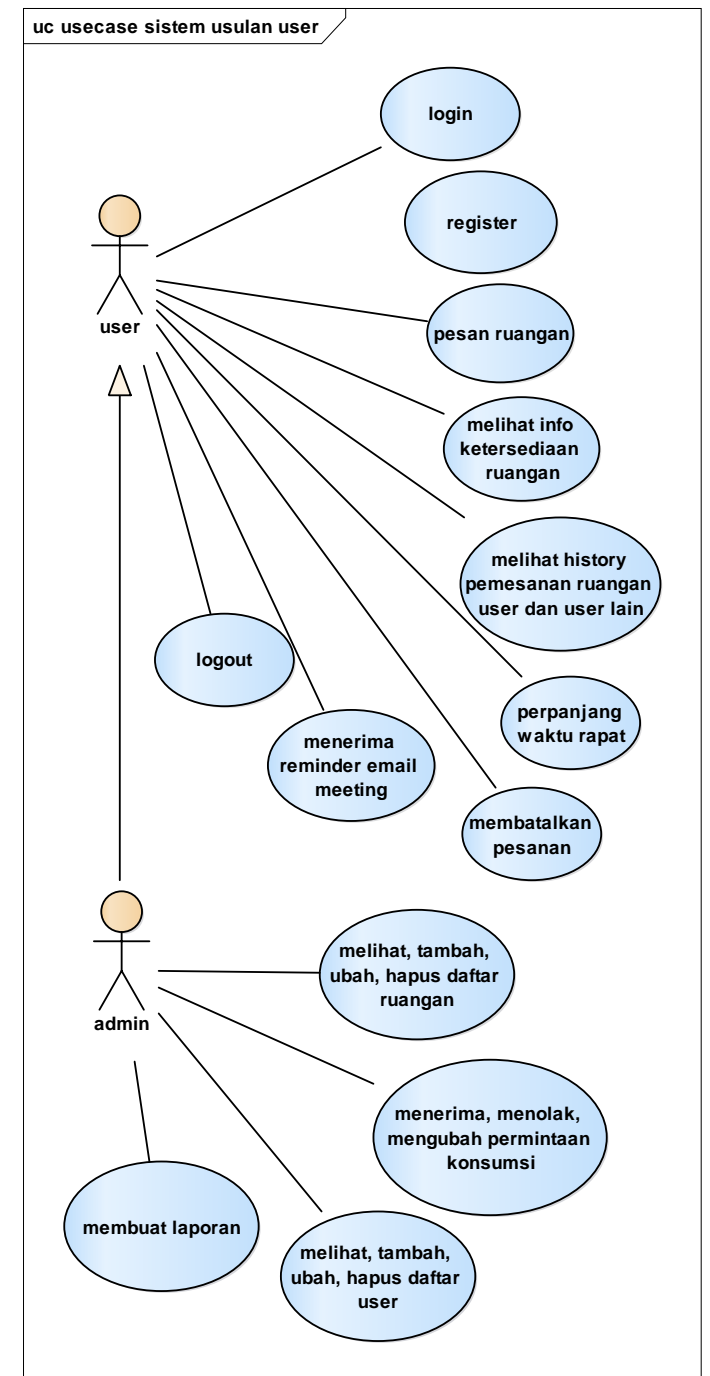 uc usecase sistem usulan user
login
register
user
pesan ruangan
melihat info
ketersediaan
ruangan
melihat history
pemesanan ruangan
user dan user lain
logout
perpanjang
waktu rapat
menerima
reminder email
meeting
membatalkan
pesanan
melihat, tambah,
ubah, hapus daftar
ruangan
admin
menerima, menolak,
mengubah permintaan
konsumsi
membuat laporan
melihat, tambah,
ubah, hapus daftar
user